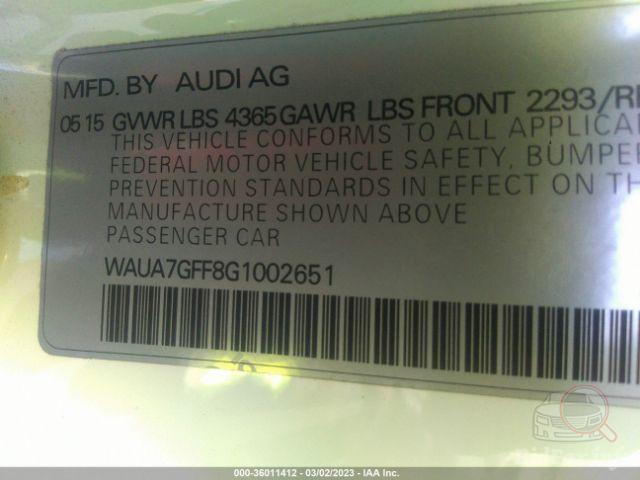 MFD. BY AUDI AG
05 15 GVWR LBS 4365 GAWR LBS FRONT 2293/RE
THIS VEHICLE CONFORMS TO ALL APPLICA
FEDERAL MOTOR VEHICLE SAFETY, BUMPER
PREVENTION STANDARDS IN EFFECT ON TH
MANUFACTURE SHOWN ABOVE
PASSENGER CAR
WAUA7GFF8G1002651
000-36011412 - 03/02/2023 - IAA Inc.